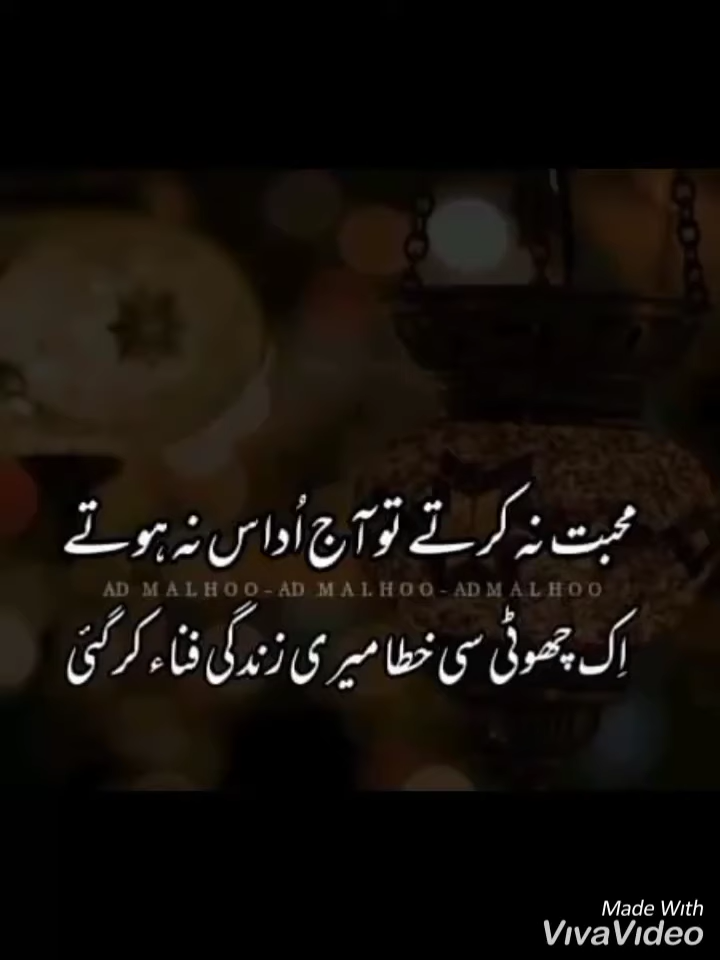 محبت نہ کرتے تو آج اُداس نہ ہوتے
AD MALHOO-AD MALHOO-ADMALHOO
اِک چھوٹی سی خطا میری زندگی فناء کر گئی
Made With
VivaVideo